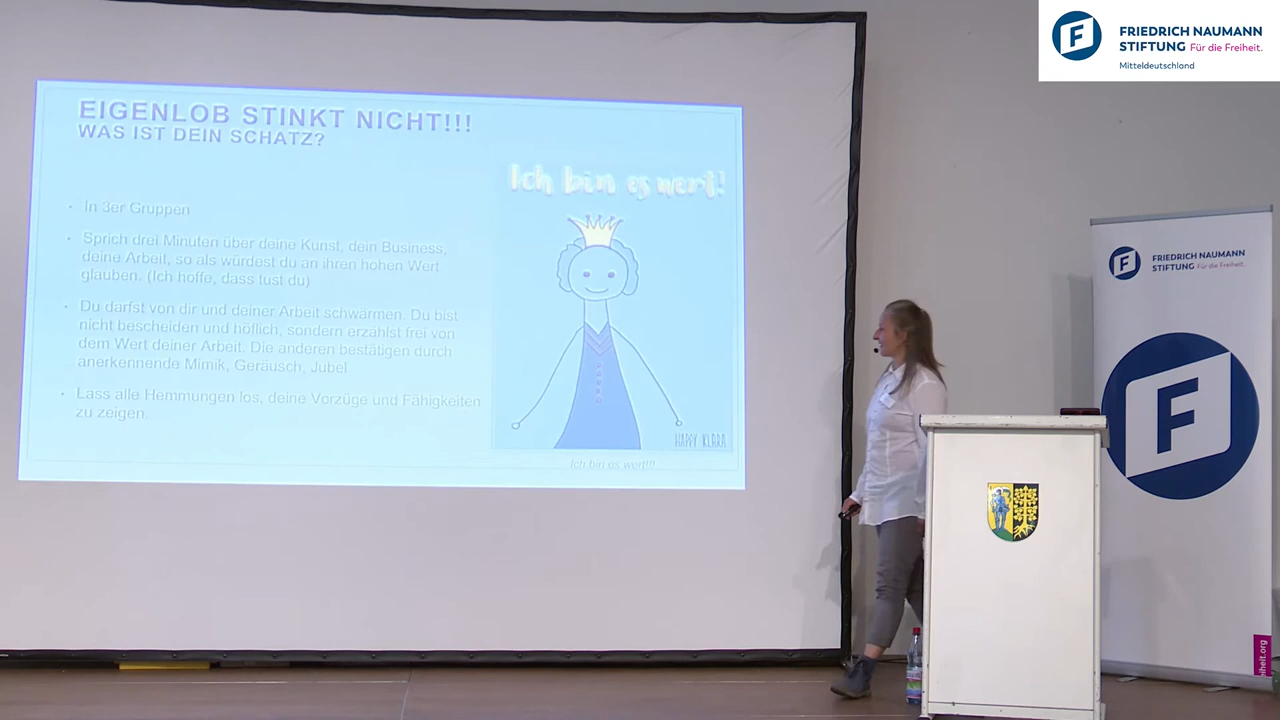 FRIEDRICH NAUMANN
STIFTUNG Für die Freiheit.
Mitteldeutschland
EIGENLOB STINKT NICHT!!!
WAS IST DEIN SCHATZ?
Ich bin es wert!
• In 3er Gruppen
• Sprich drei Minuten über deine Kunst, dein Business,
deine Arbeit, so als würdest du an ihren hohen Wert
glauben. (Ich hoffe, dass tust du)
• Du darfst von dir und deiner Arbeit schwärmen. Du bist
nicht bescheiden und höflich, sondern erzählst frei von
dem Wert deiner Arbeit. Die anderen bestätigen durch
anerkennende Mimik, Geräusch, Jubel
• Lass alle Hemmungen los, deine Vorzüge und Fähigkeiten
zu zeigen.
HAPPY KLARA
Ich bin es wert!!!
FRIEDRICH NAUMANN
STIFTUNG Für die Freiheit.
F